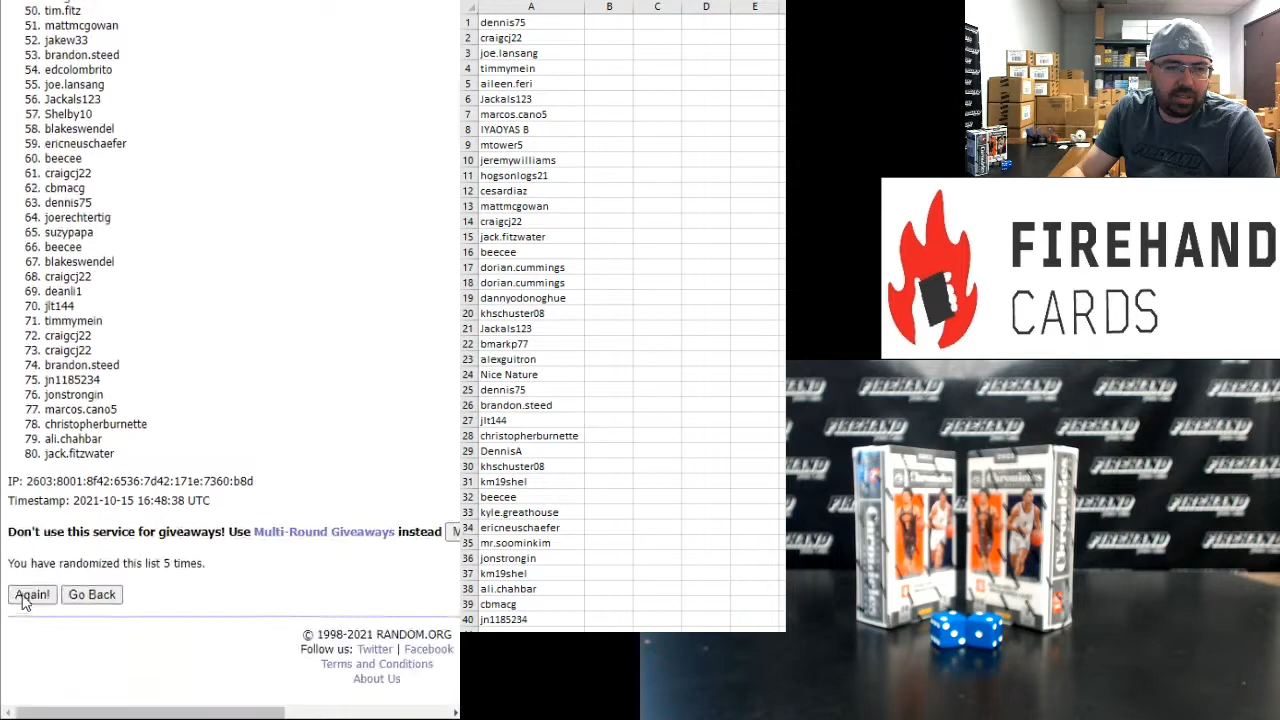 50. tim.fitz
51. mattmcgowan
52. jakew33
53. brandon.steed
54. edcolombrito
55. joe.lansang
56. Jackals123
57. Shelby10
58. blakeswendel
59. ericneuschaefer
60. beecee
61. craigcj22
62. cbmacg
63. dennis75
64. joerechtertig
65. suzypapa
66. beecee
67. blakeswendel
68. craigcj22
69. deanli1
70. jlt144
71. timmymein
72. craigcj22
73. craigcj22
74. brandon.steed
75. jn1185234
76. jonstrongin
77. marcos.cano5
78. christopherburnette
79. ali.chahbar
80. jack.fitzwater
IP: 2603:8001:8f42:6536:7d42:171e:7360:b8d
Timestamp: 2021-10-15 16:48:38 UTC
Don't use this service for giveaways! Use Multi-Round Giveaways instead
You have randomized this list 5 times.
Again! Go Back
© 1998-2021 RANDOM.ORG
Follow us: Twitter | Facebook
Terms and Conditions
About Us
A B C D E
1 dennis75
2 craigcj22
3 joe.lansang
4 timmymein
5 aileen.feri
6 Jackals123
7 marcos.cano5
8 IYAOYAS B
9 mtower5
10 jeremywilliams
11 hogsonlogs21
12 cesardiaz
13 mattmcgowan
14 craigcj22
15 jack.fitzwater
16 beecee
17 dorian.cummings
18 dorian.cummings
19 dannyodonoghue
20 khschuster08
21 Jackals123
22 bmarkp77
23 alexguitron
24 Nice Nature
25 dennis75
26 brandon.steed
27 jlt144
28 christopherburnette
29 DennisA
30 khschuster08
31 km19shel
32 beecee
33 kyle.greathouse
34 ericneuschaefer
35 mr.soominkim
36 jonstrongin
37 km19shel
38 ali.chahbar
39 cbmacg
40 jn1185234
FIREHAND
CARDS
FIREHAND
FIREHAND
FIREHAND
FIREHAND
Chronicles
Chronicles